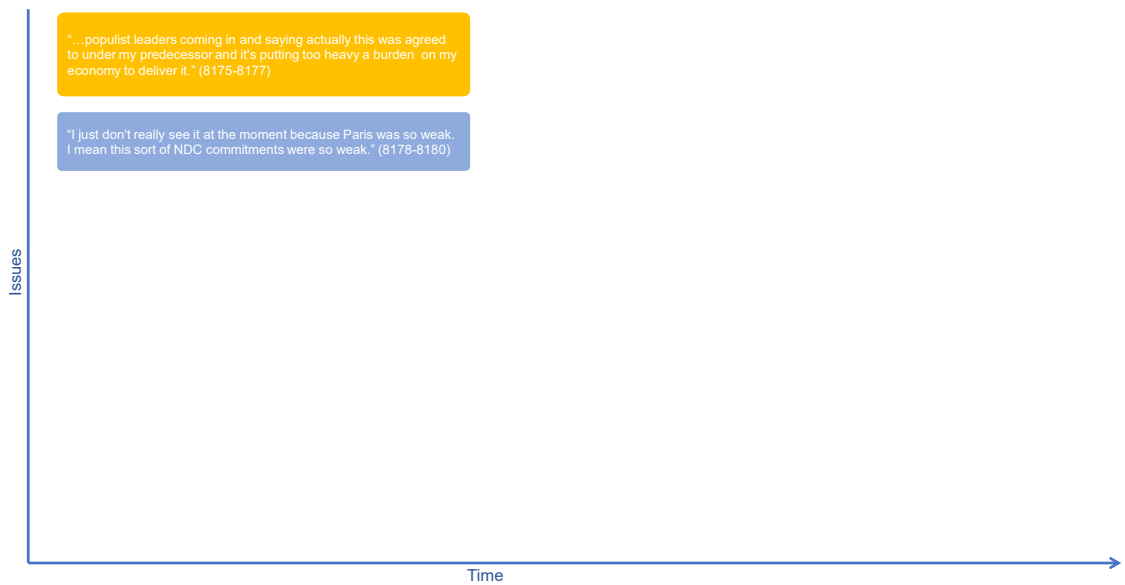 “…populist leaders coming in and saying actually this was agreed
to under my predecessor and it's putting too heavy a burden  on my
economy to deliver it.” (8175-8177)
“I just don't really see it at the moment because Paris was so weak.
I mean this sort of NDC commitments were so weak.” (8178-8180)
Issues
Time